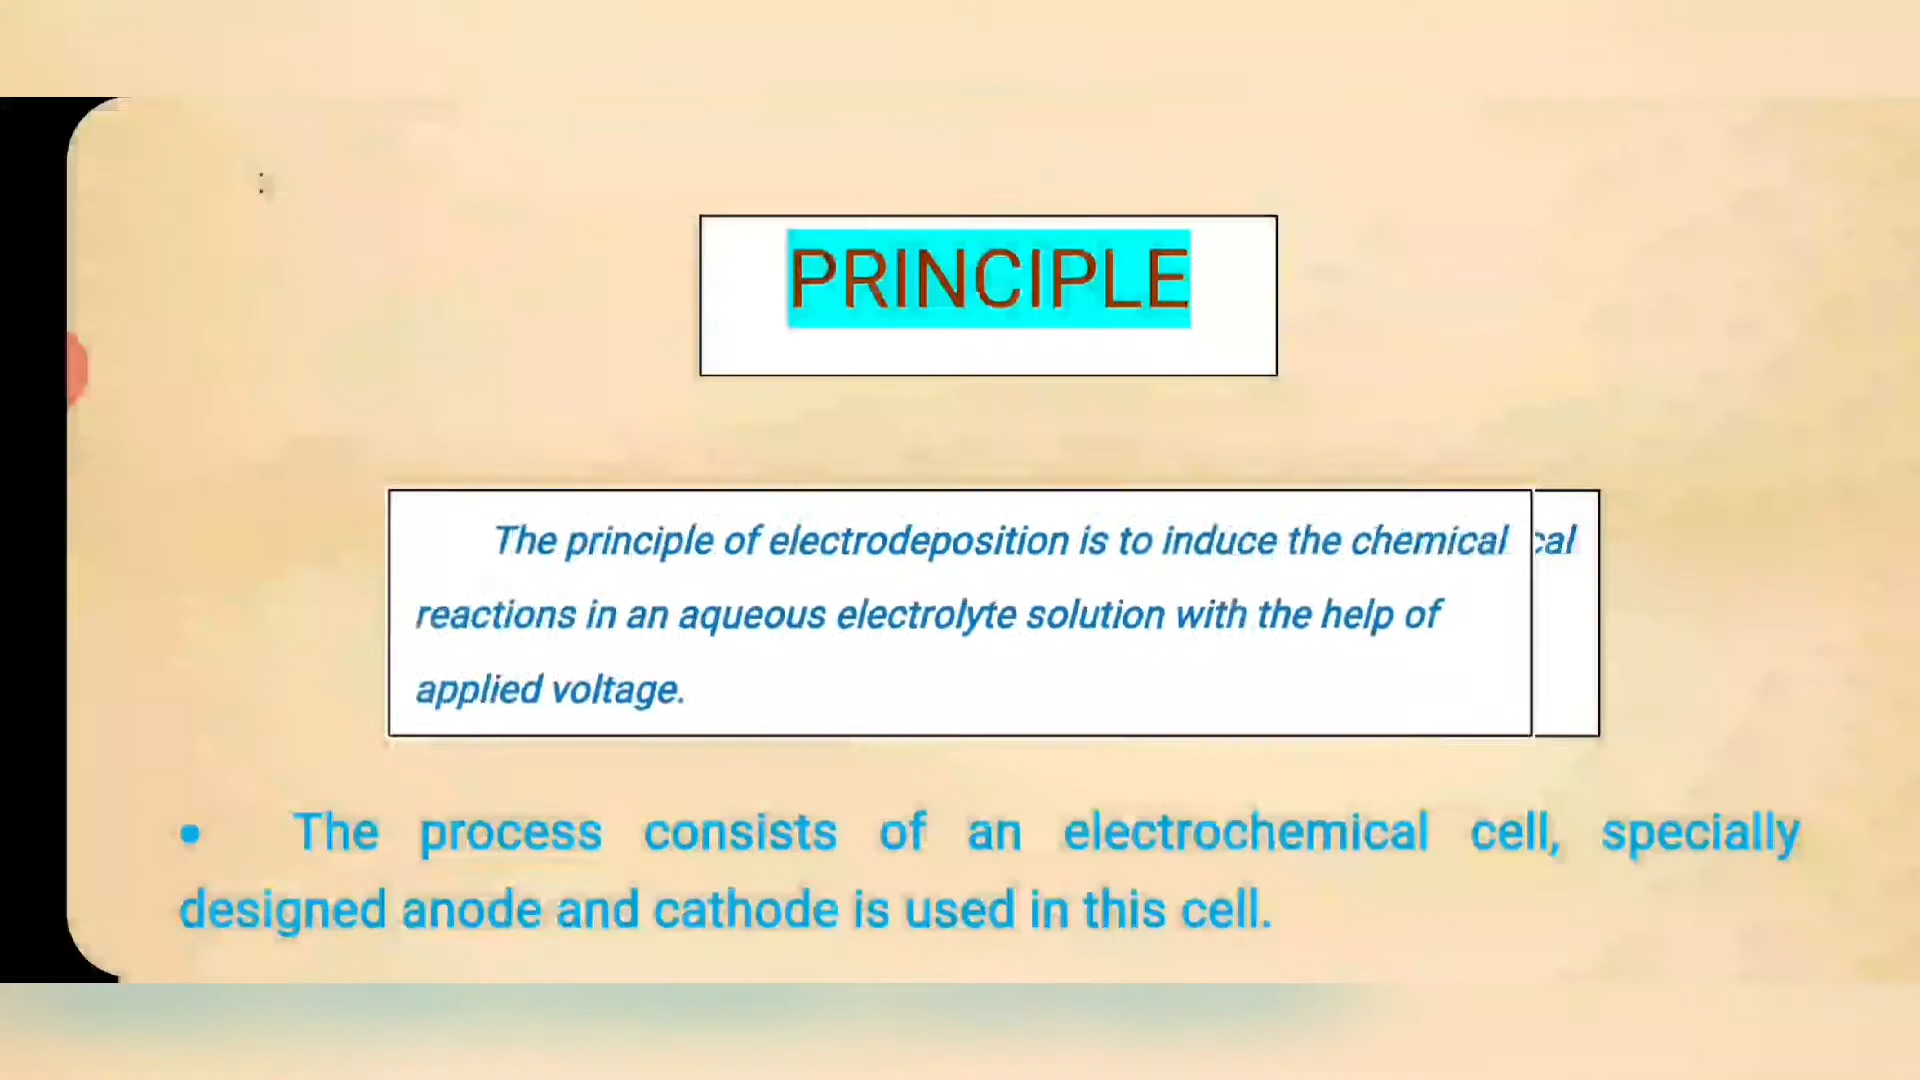 PRINCIPLE
The principle of electrodeposition is to induce the chemical cal
reactions in an aqueous electrolyte solution with the help of
applied voltage.
• The process consists of an electrochemical cell, specially
designed anode and cathode is used in this cell.